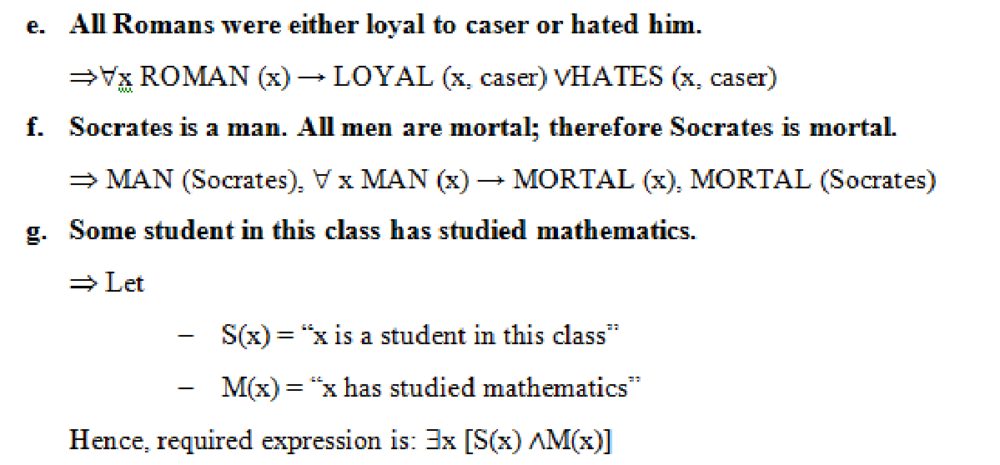 e. All Romans were either loyal to caser or hated him.
⇒∀x ROMAN (x) → LOYAL (x, caser) ∨HATES (x, caser)
f. Socrates is a man. All men are mortal; therefore Socrates is mortal.
⇒ MAN (Socrates), ∀ x MAN (x) → MORTAL (x), MORTAL (Socrates)
g. Some student in this class has studied mathematics.
⇒ Let
– S(x) = “x is a student in this class”
– M(x) = “x has studied mathematics”
Hence, required expression is: ∃x [S(x) ∧M(x)]